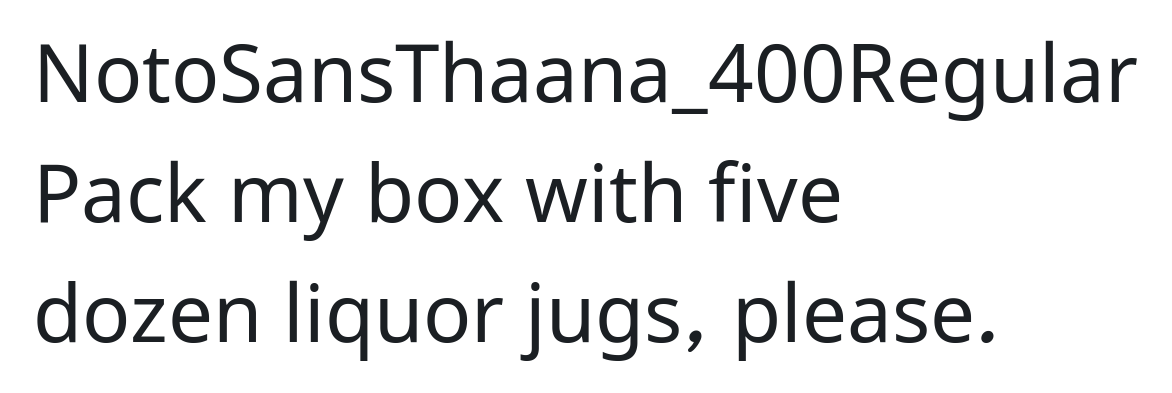 NotoSansThaana_400Regular
Pack my box with five
dozen liquor jugs, please.